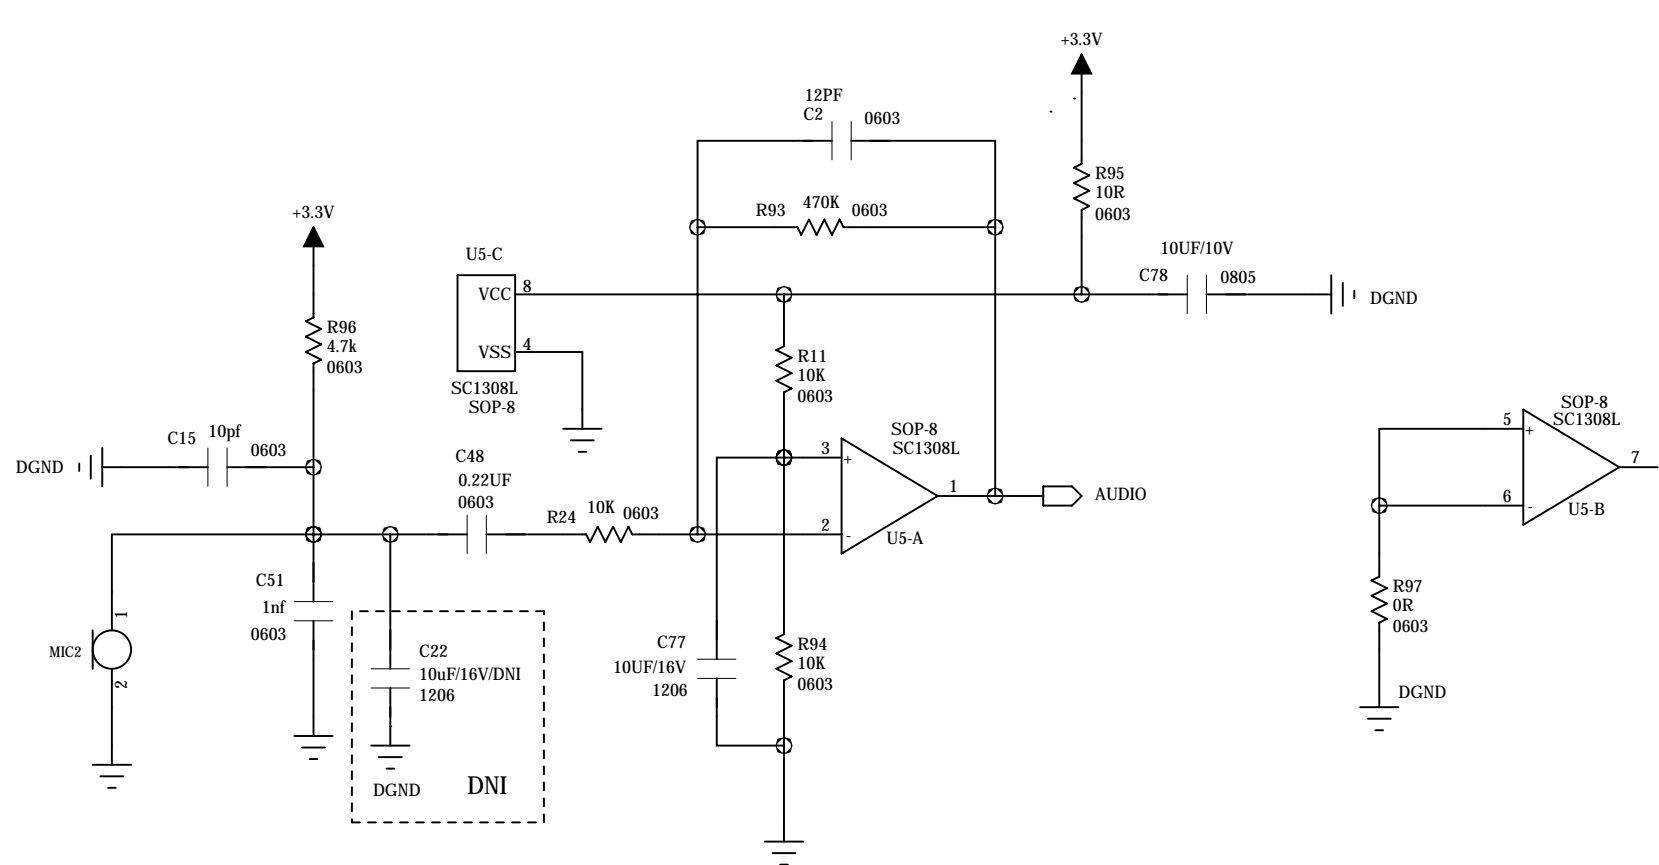 +3.3V
12PF
C2
0603
R95
10R
0603
R93
470K
0603
+3.3V
U5-C
10UF/10V
C78
0805
DGND
VCC
8
VSS
4
SC1308L
SOP-8
R96
4.7k
0603
R11
10K
0603
C15
10pf
0603
DGND
C48
0.22UF
0603
R24
10K
0603
SOP-8
SC1308L
3
+
2
-
1
U5-A
AUDIO
SOP-8
SC1308L
5
+
6
-
7
U5-B
C51
1nf
0603
MIC2
1
2
C22
10uF/16V/DNI
1206
DGND
DNI
C77
10UF/16V
1206
R94
10K
0603
R97
0R
0603
DGND